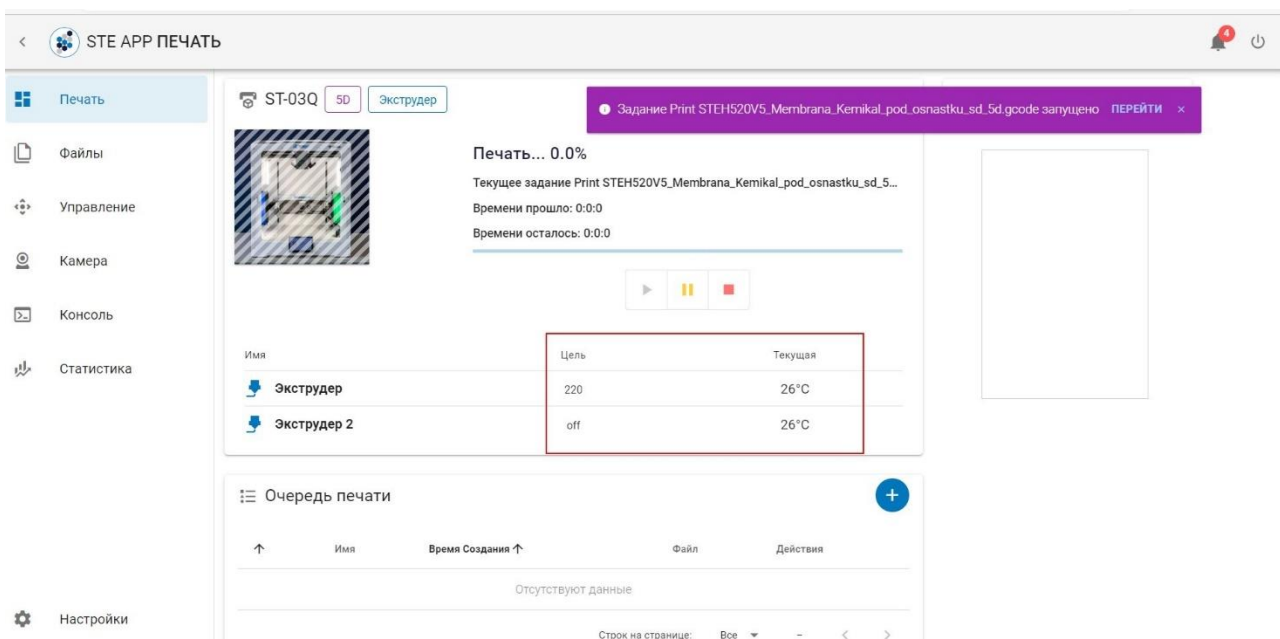 STE APP ПЕЧАТЬ
4
Печать
Файлы
Управление
Камера
Консоль
Статистика
Настройки
ST-03Q 5D Экструдер
Задание Print STEH520V5_Membrana_Kemikal_pod_osnastku_sd_5d.gcode запущено ПЕРЕЙТИ ×
Печать... 0.0%
Текущее задание Print STEH520V5_Membrana_Kemikal_pod_osnastku_sd_5...
Времени прошло: 0:0:0
Времени осталось: 0:0:0
Имя Цель Текущая
Экструдер 220 26°C
Экструдер 2 off 26°C
Очередь печати
Имя Время Создания Файл Действия
Отсутствуют данные
Строк на странице: Все –